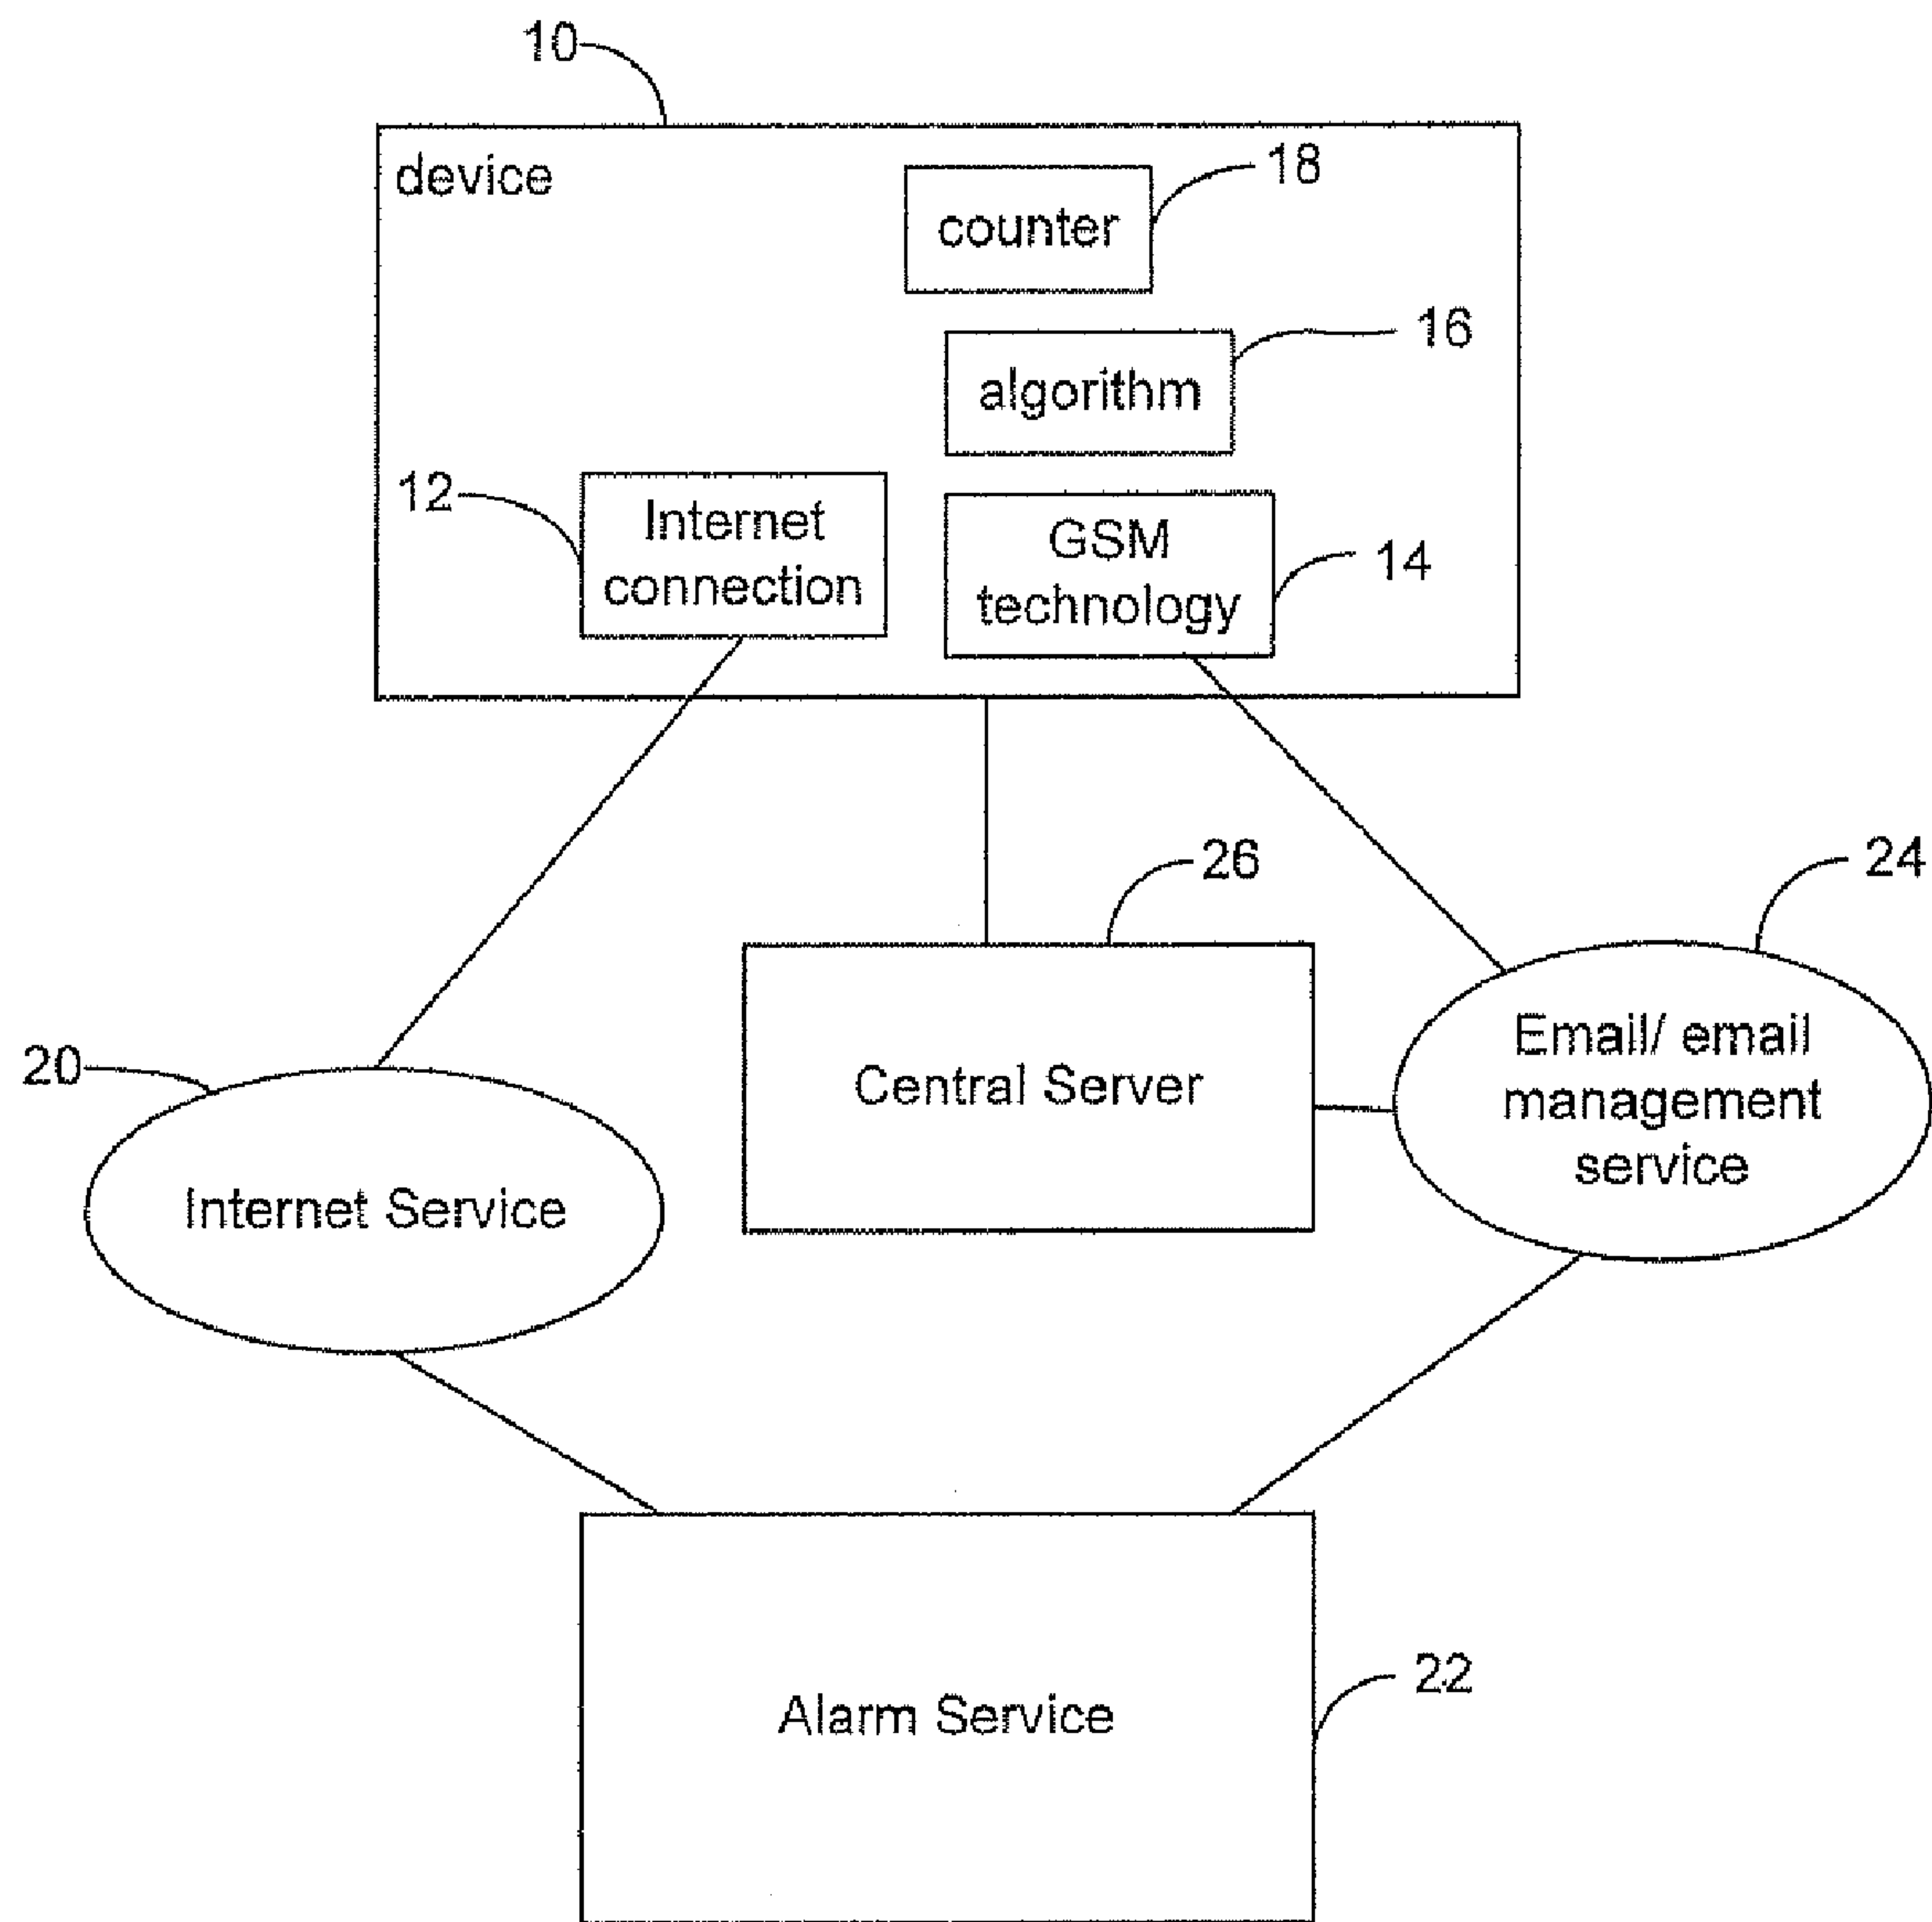 10
device
18
counter
16
algorithm
12
Internet
connection
GSM
technology
14
26
24
Email/ email
management
service
20
Central Server
Internet Service
22
Alarm Service